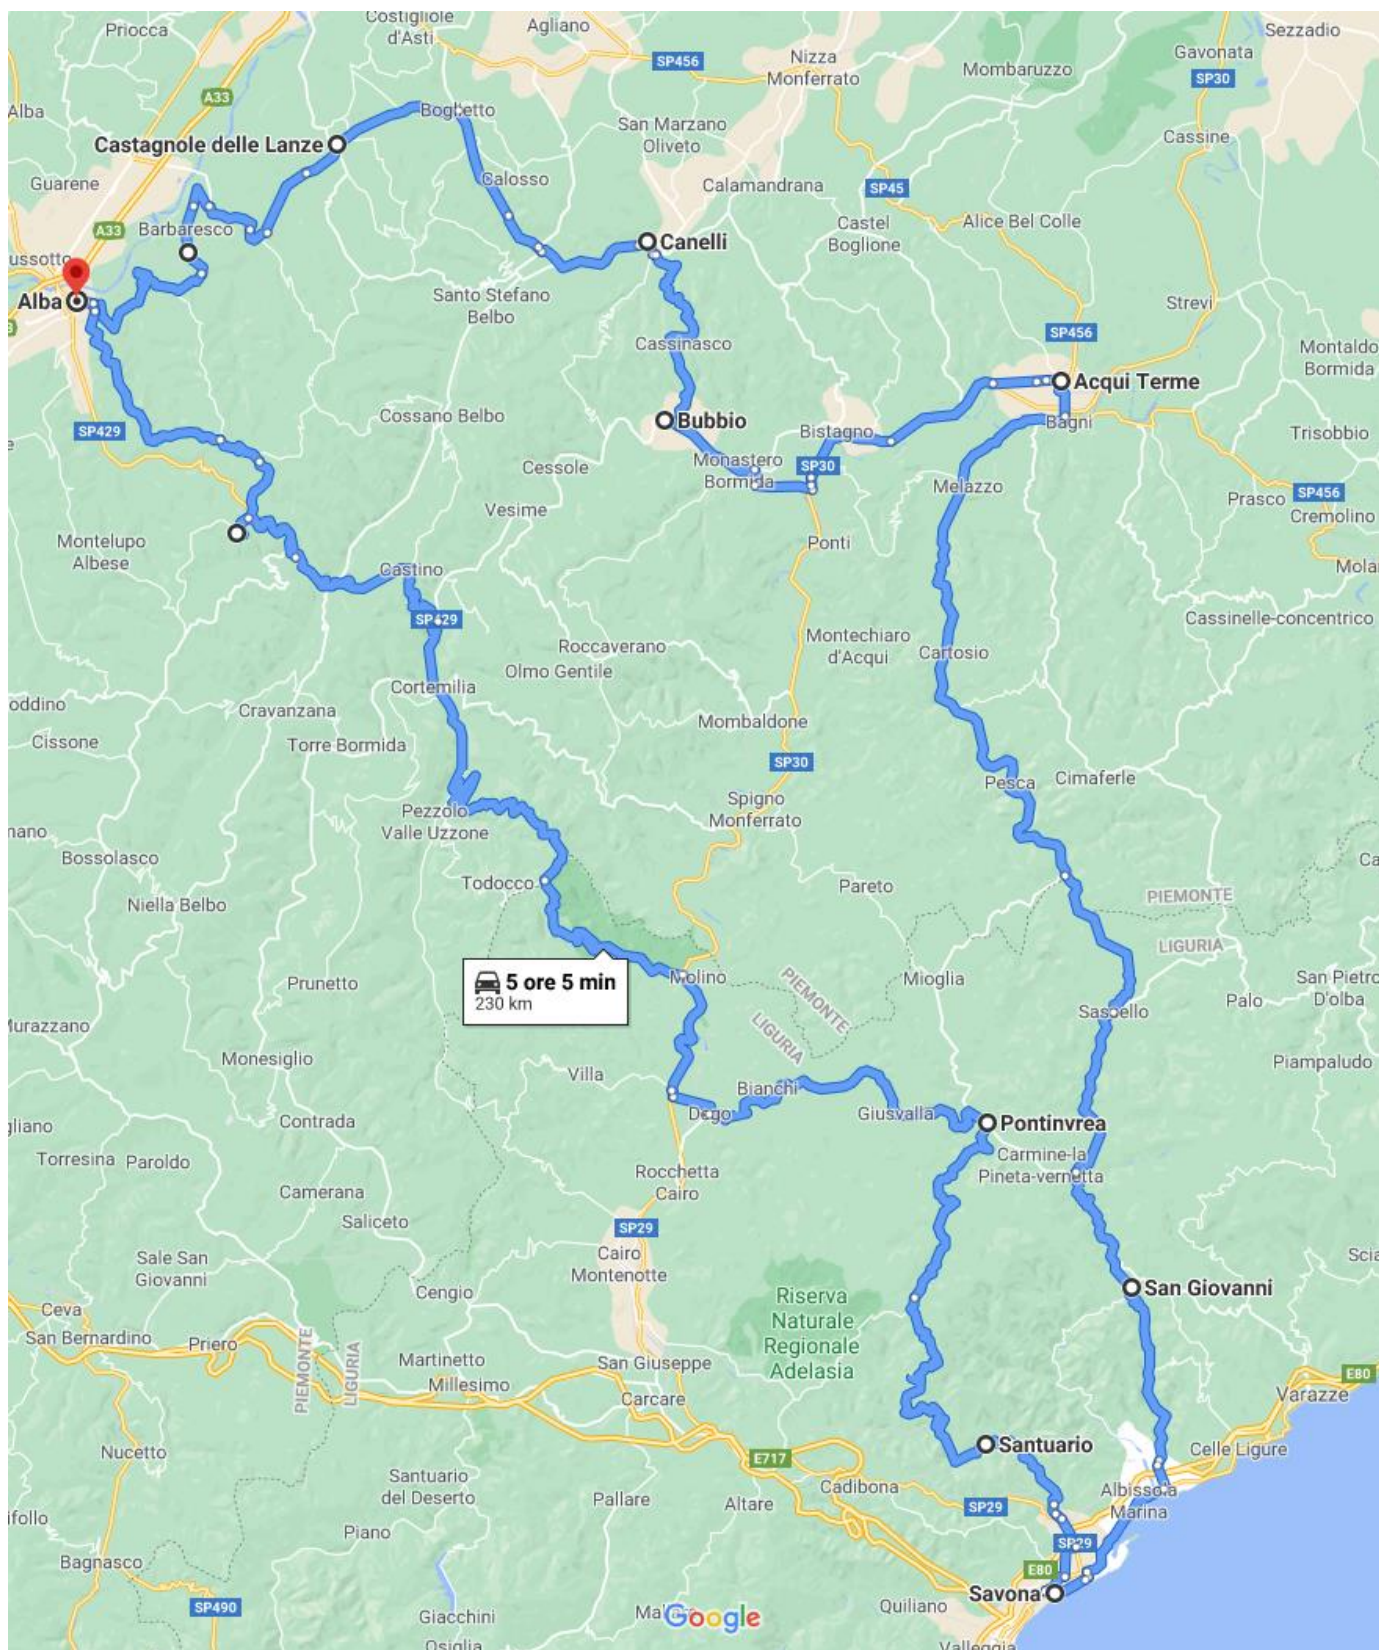 Priocca
Costigliole
d'Asti
Agliano
Sezzadio
SP456
Nizza
Monferrato
Mombaruzzo
Gavonata
SP30
A33
Alba
Boglietto
San Marzano
Oliveto
Cassine
Castagnole delle Lanze
Guarene
Calosso
Calamandrana
SP45
A33
Barbaresco
Canelli
Castel
Boglione
Alice Bel Colle
ussotto
Alba
Santo Stefano
Belbo
Strevi
Cassinasco
SP456
Montaldo
Bormida
Acqui Terme
SP429
Cossano Belbo
Bubbio
Bistagno
Bagni
Trisobbio
Cessole
Monastero
Bormida
SP30
Melazzo
Prasco
SP456
Cremolino
Vesime
Montelupo
Albese
Ponti
Castino
Cassinelle-concentrico
SP429
Roccaverano
Montechiaro
d'Acqui
Cartosio
Olmo Gentile
Cortemilia
oddino
Cravanzana
Mombaldone
Cissone
Torre Bormida
SP30
Pesca
Cimaferle
Spigno
Monferrato
Pezzolo
Valle Uzzone
Bossolasco
Todocco
Pareto
Niella Belbo
PIEMONTE
LIGURIA
5 ore 5 min
230 km
Molino
Mioglia
San Pietro
D'olba
Prunetto
PIEMONTE
LIGURIA
Palo
Sassello
Murazzano
Monesiglio
Villa
Bianchi
Piampaludo
Contrada
Dego
Giusvalla
Pontinvrea
gliano
Torresina
Paroldo
Rocchetta
Cairo
Carmine-la
Pineta-vernetta
Camerana
Saliceto
SP29
Sale San
Giovanni
Cairo
Montenotte
San Giovanni
Cengio
Riserva
Naturale
Regionale
Adelasia
Ceva
San Bernardino
Priero
PIEMONTE
LIGURIA
Martinetto
Millesimo
San Giuseppe
Carcare
E80
Varazze
Nucetto
Santuario
Celle Ligure
E717
Santuario
del Deserto
Pallare
Altare
Cadibona
SP29
Albissola
Marina
ifollo
Piano
Bagnasco
SP29
E80
Savona
SP490
Giacchini
Google
Quiliano
Osiglia
Valleggia